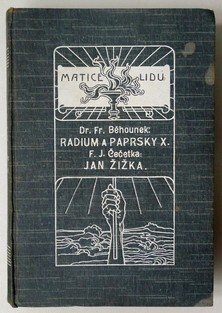 MATICE LIDU
Dr. Fr. Běhounek:
RADIUM A PAPRSKY X.
F. J. Čečetka:
JAN ŽIŽKA.